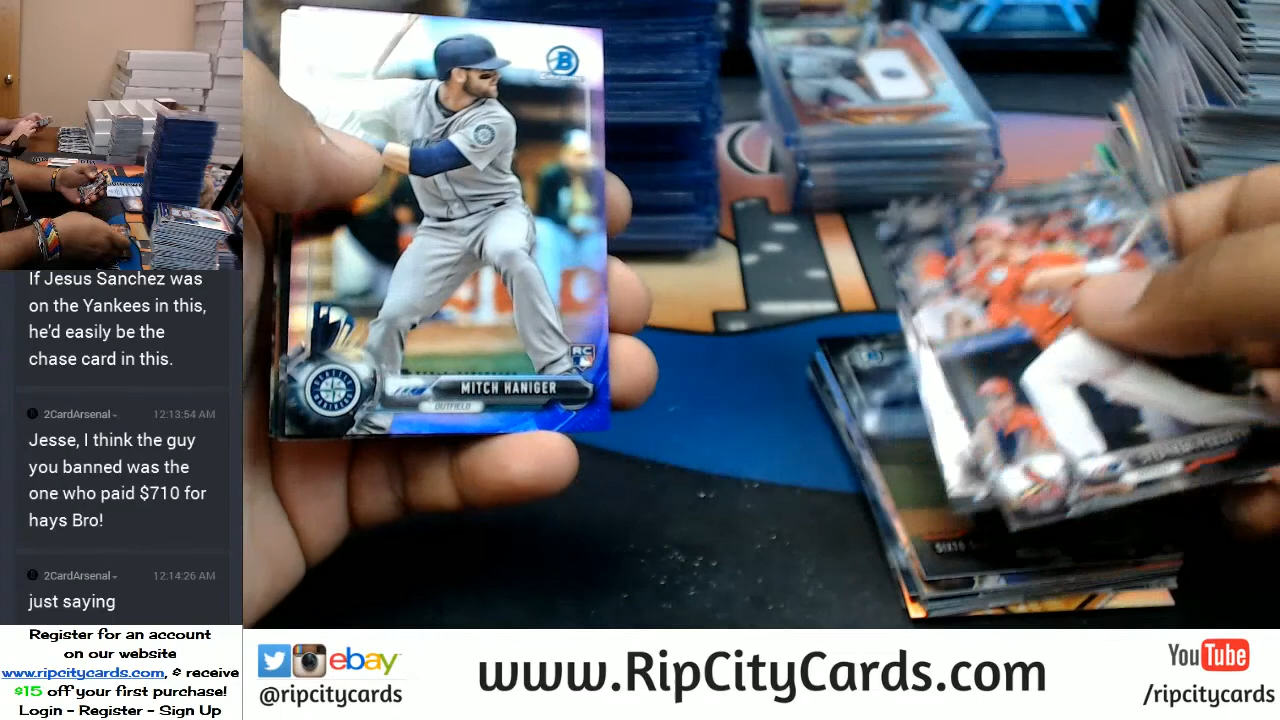 If Jesus Sanchez was
on the Yankees in this,
he'd easily be the
chase card in this.
2CardArsenal
12:13:54 AM
Jesse, I think the guy
you banned was the
one who paid $710 for
hays Bro!
2CardArsenal
12:14:26 AM
just saying
Register for an account
on our website
www.ripcitycards.com, & receive
$15 off your first purchase!
Login - Register - Sign Up
B
RC
MITCH HANIGER
OUTFIELD
SIXTO
ebay
@ripcitycards
www.RipCityCards.com
YouTube
/ripcitycards